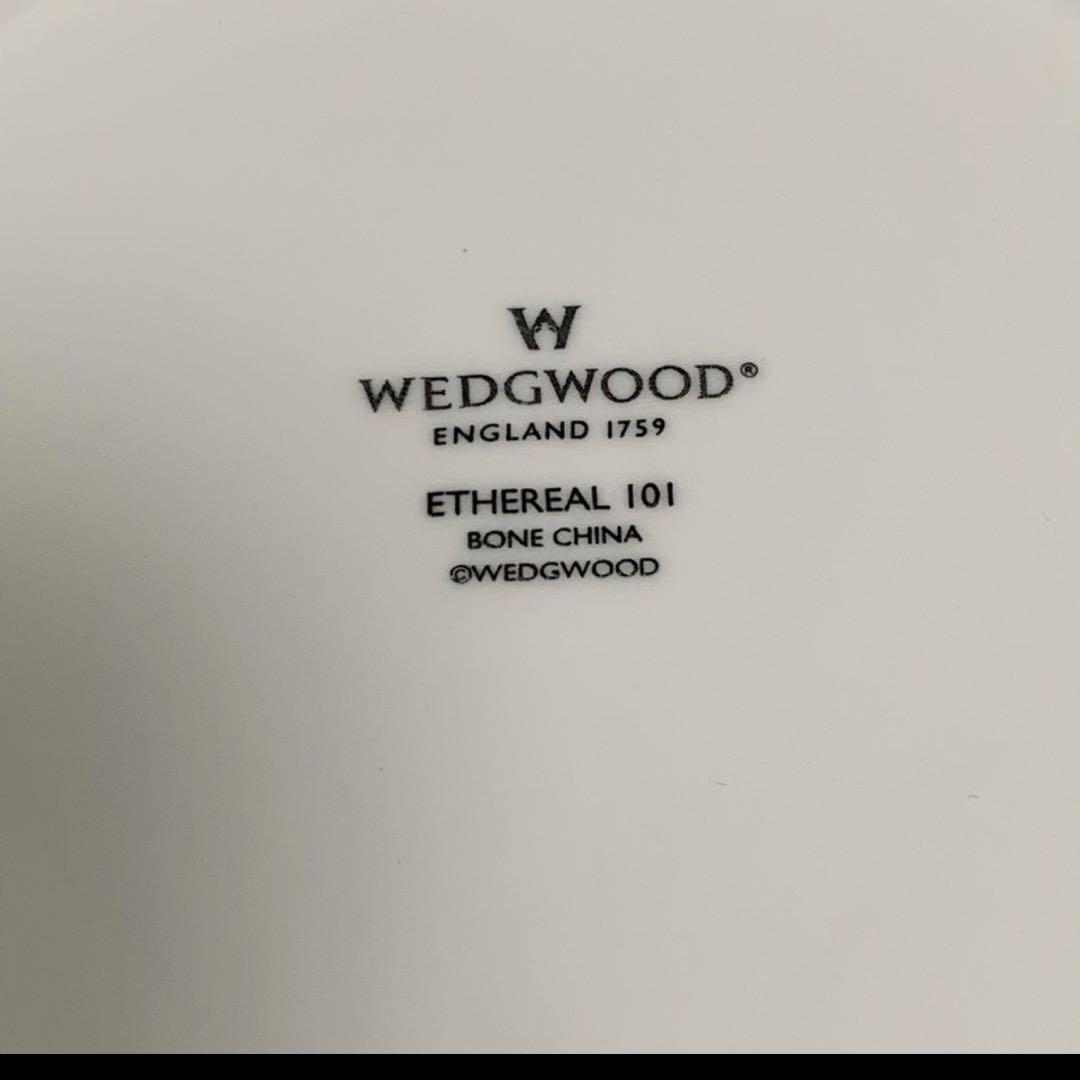 W
WEDGWOOD®
ENGLAND 1759
ETHEREAL 101
BONE CHINA
©WEDGWOOD